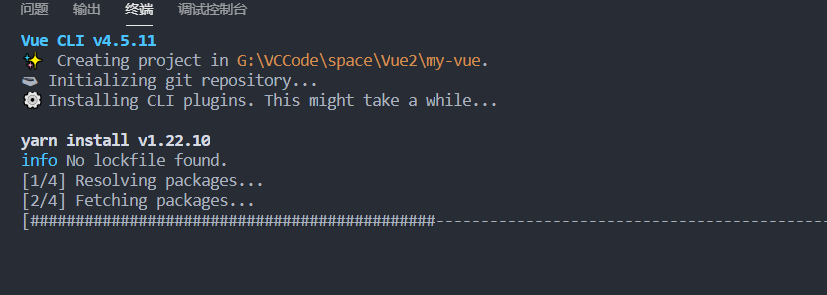 问题 输出 终端 调试控制台
Vue CLI v4.5.11
✨ Creating project in G:\VCCode\space\Vue2\my-vue.
Initializing git repository...
⚙ Installing CLI plugins. This might take a while...
yarn install v1.22.10
info No lockfile found.
[1/4] Resolving packages...
[2/4] Fetching packages...
[#############################################--------------------------------------------